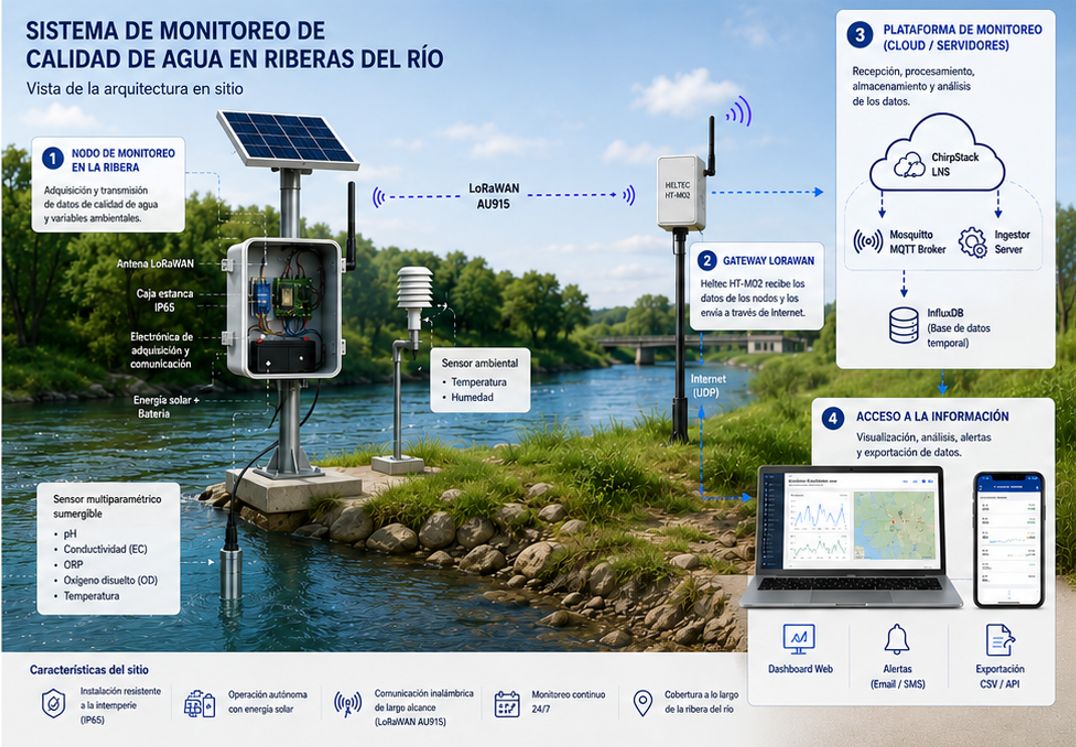 SISTEMA DE MONITOREO DE
CALIDAD DE AGUA EN RIBERAS DEL RÍO
Vista de la arquitectura en sitio
1
NODO DE MONITOREO
EN LA RIBERA
Adquisición y transmisión
de datos de calidad de agua
y variables ambientales.
Antena LoRaWAN
Caja estanca
IP65
Electrónica de
adquisición y
comunicación
Energía solar +
Bateria
Sensor multiparamétrico
sumergible
• pH
• Conductividad (EC)
• ORP
• Oxígeno disuelto (OD)
• Temperatura
Sensor ambiental
• Temperatura
• Humedad
LoRaWAN
AU915
HELTEC
HT-M02
2
GATEWAY LORAWAN
Heltec HT-M02 recibe los
datos de los nodos y los
envía a través de internet.
Internet
(UDP)
3
PLATAFORMA DE MONITOREO
(CLOUD / SERVIDORES)
Recepción, procesamiento,
almacenamiento y análisis
de los datos.
ChirpStack
LNS
Mosquitto
MQTT Broker
Ingestor
Server
InfluxDB
(Base de datos
temporal)
4
ACCESO A LA INFORMACIÓN
Visualización, análisis, alertas
y exportación de datos.
Dashboard Web
Alertas
(Email / SMS)
Exportación
CSV / API
Características del sitio
Instalación resistente
a la intemperie
(IP65)
Operación autónoma
con energía solar
Comunicación inalámbrica
de largo alcance
(LoRaWAN AU915)
Monitoreo continuo
24/7
Cobertura a lo largo
de la ribera del río